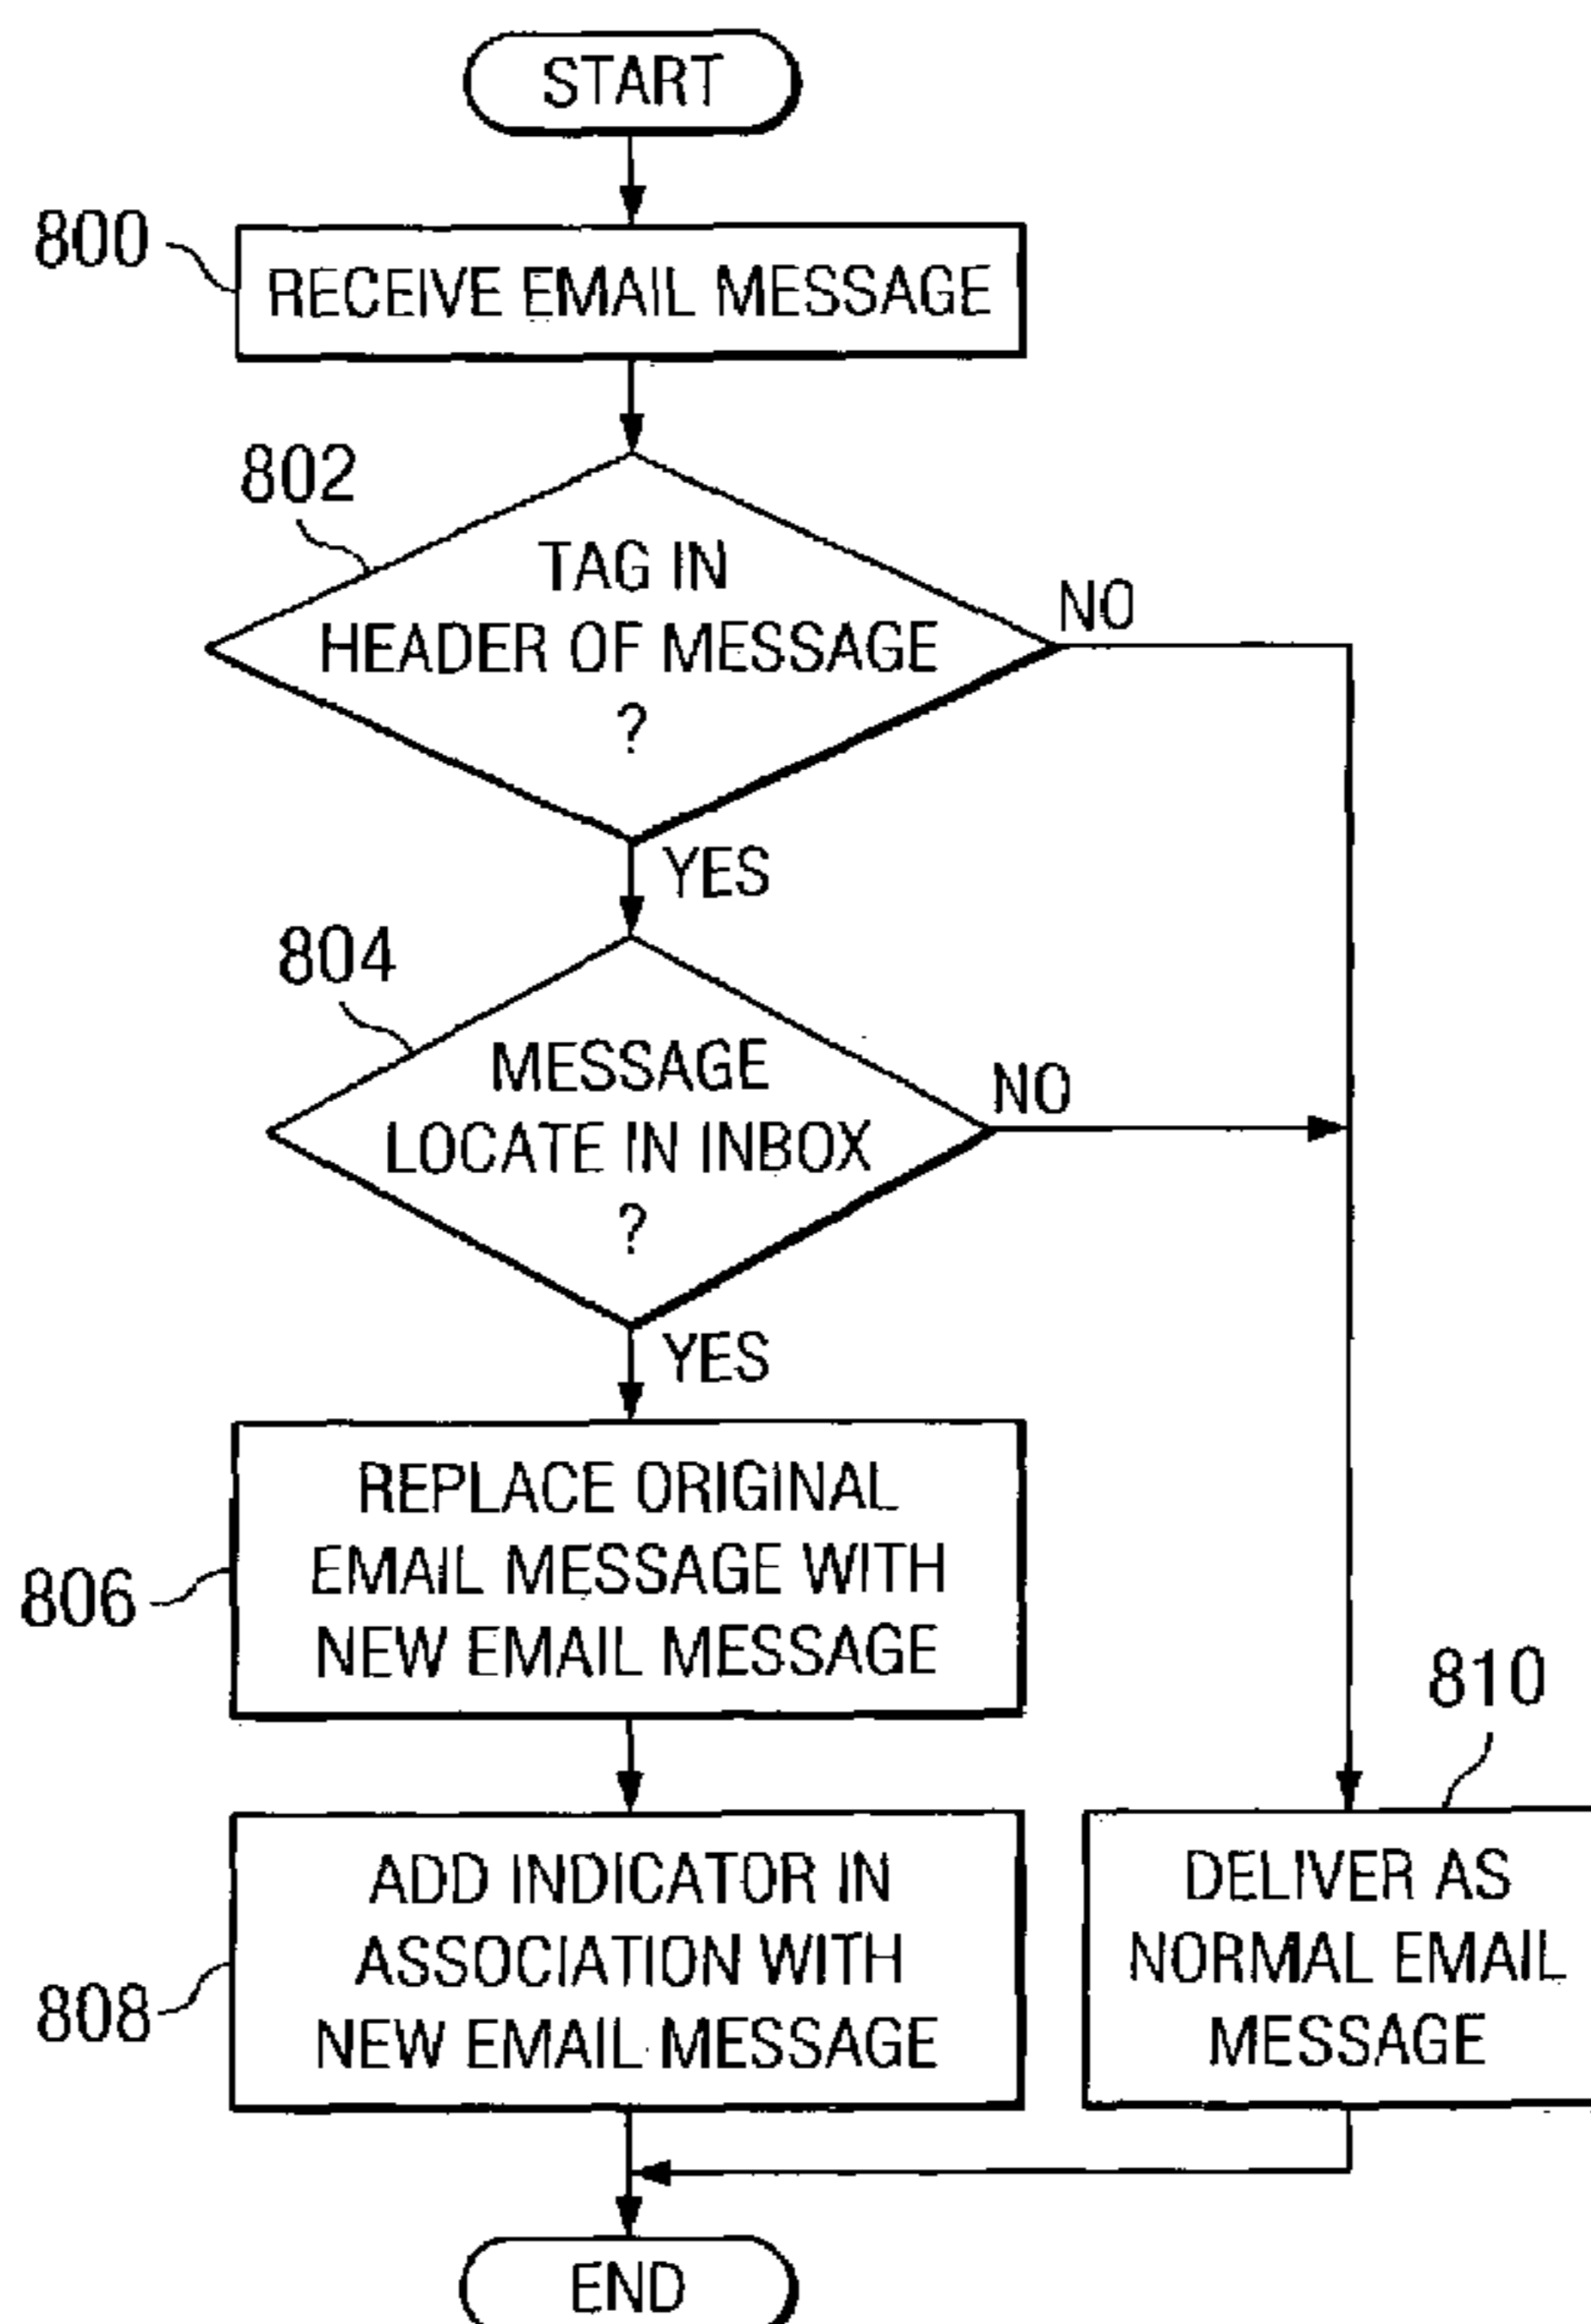 START
800
RECEIVE EMAIL MESSAGE
802
TAG IN
HEADER OF MESSAGE
?
NO
YES
804
MESSAGE
LOCATE IN INBOX
?
NO
YES
REPLACE ORIGINAL
EMAIL MESSAGE WITH
NEW EMAIL MESSAGE
806
810
ADD INDICATOR IN
ASSOCIATION WITH
NEW EMAIL MESSAGE
808
DELIVER AS
NORMAL EMAIL
MESSAGE
END